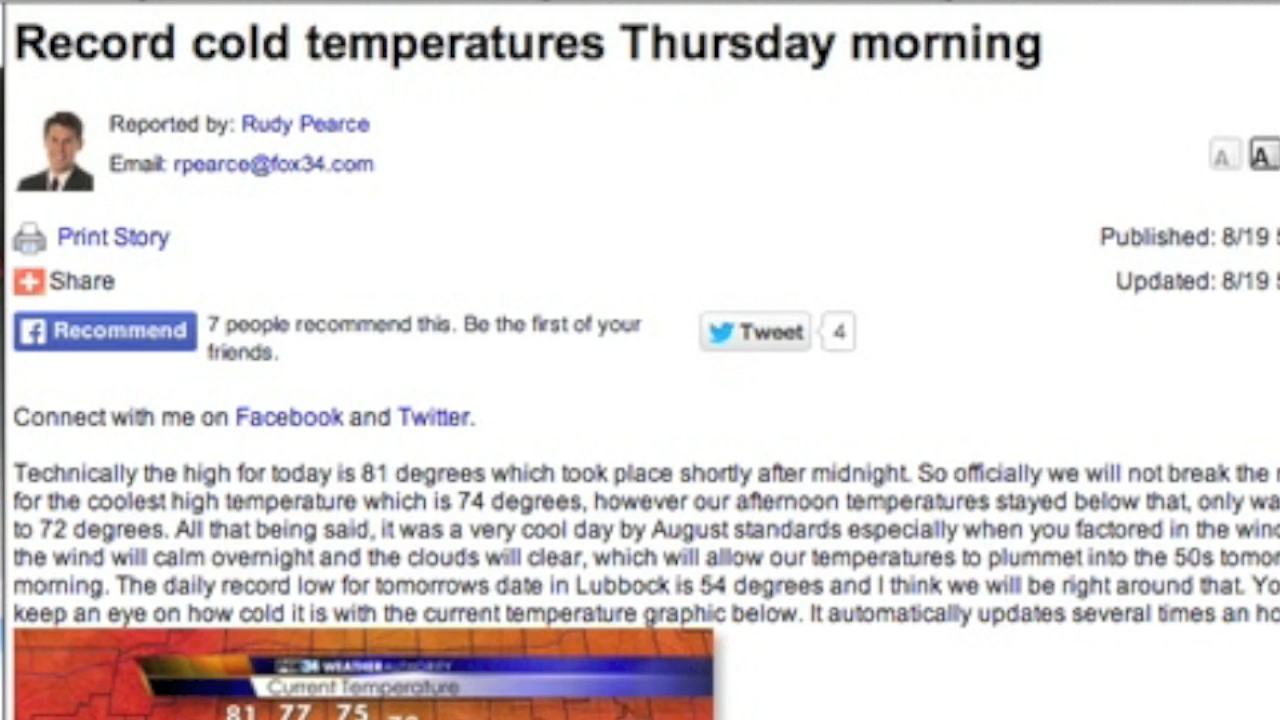 Record cold temperatures Thursday morning
Reported by: Rudy Pearce
Email: rpearce@fox34.com
A A
Print Story
Published: 8/19
Share
Updated: 8/19
Recommend
7 people recommend this. Be the first of your
friends.
Tweet 4
Connect with me on Facebook and Twitter.
Technically the high for today is 81 degrees which took place shortly after midnight. So officially we will not break the
for the coolest high temperature which is 74 degrees, however our afternoon temperatures stayed below that, only wa
to 72 degrees. All that being said, it was a very cool day by August standards especially when you factored in the wind
the wind will calm overnight and the clouds will clear, which will allow our temperatures to plummet into the 50s tomor
morning. The daily record low for tomorrows date in Lubbock is 54 degrees and I think we will be right around that. Yo
keep an eye on how cold it is with the current temperature graphic below. It automatically updates several times an ho
34 WEATHER AUTHORITY
Current Temperature
81 77 75